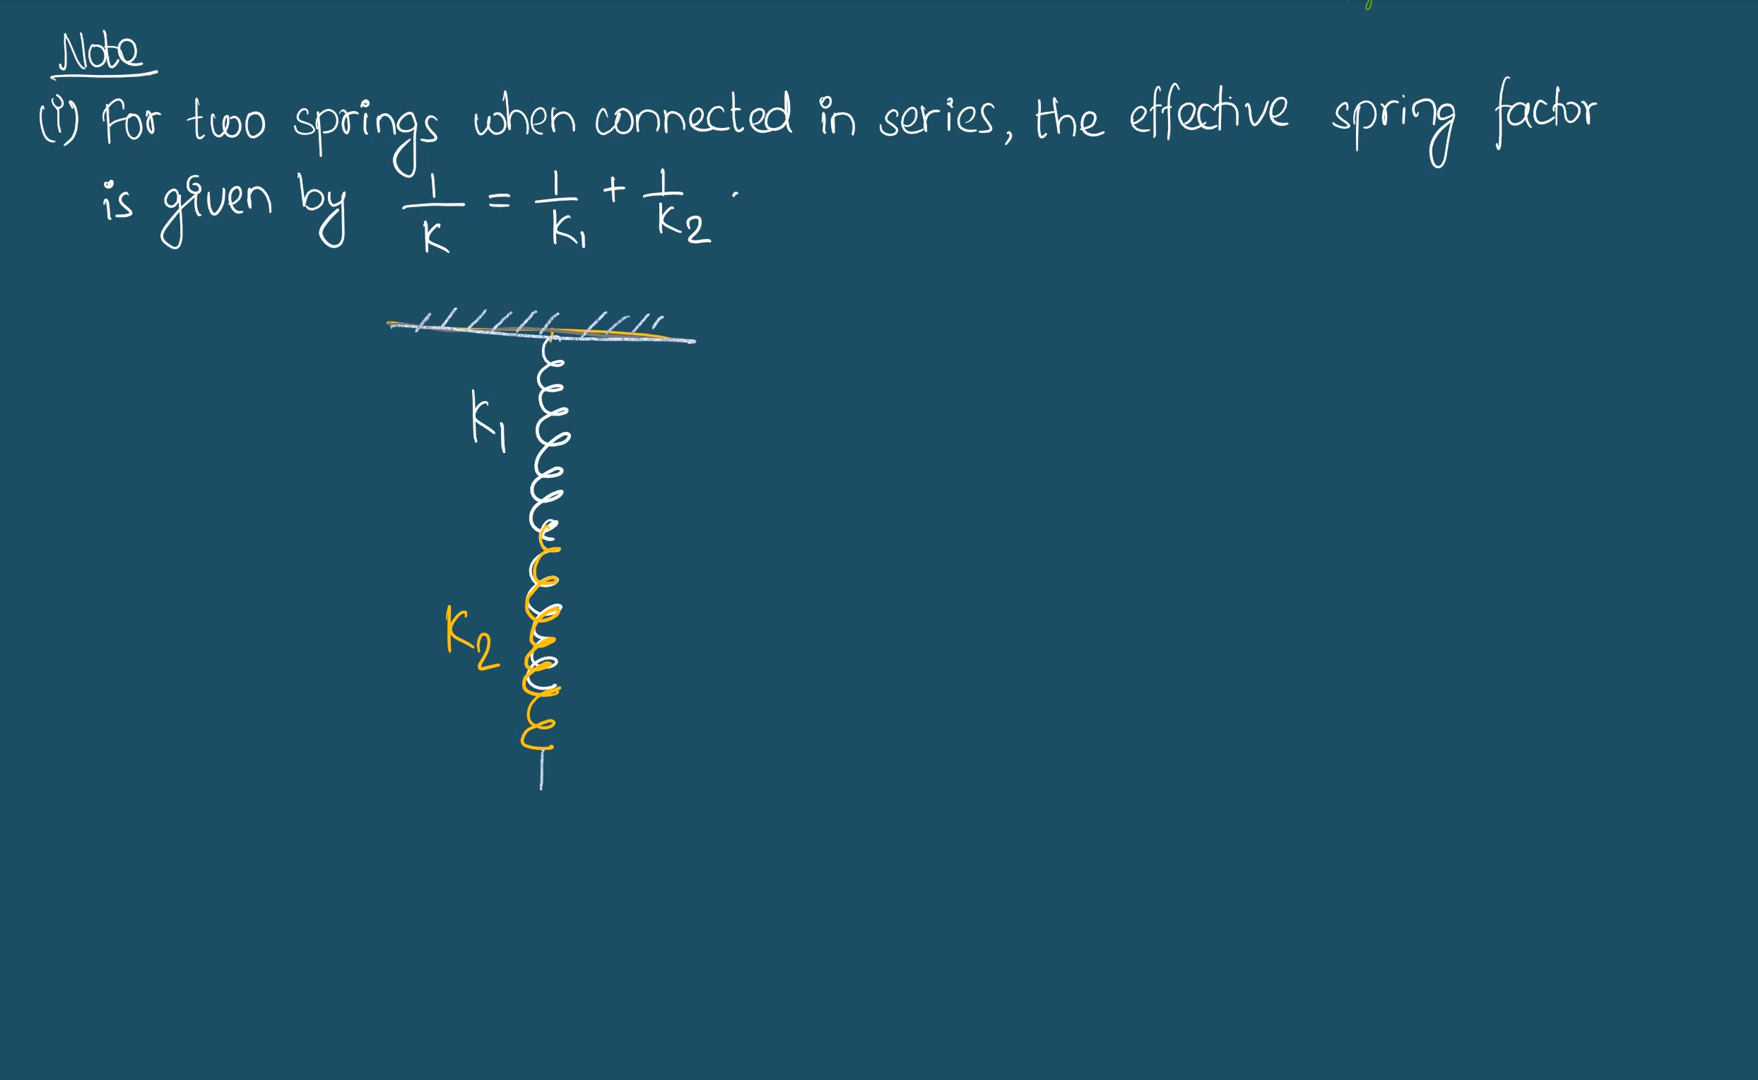 Note
(i) For two springs when connected in series, the effective spring factor
is given by 1/K = 1/K₁ + 1/K₂ .
K₁
K₂